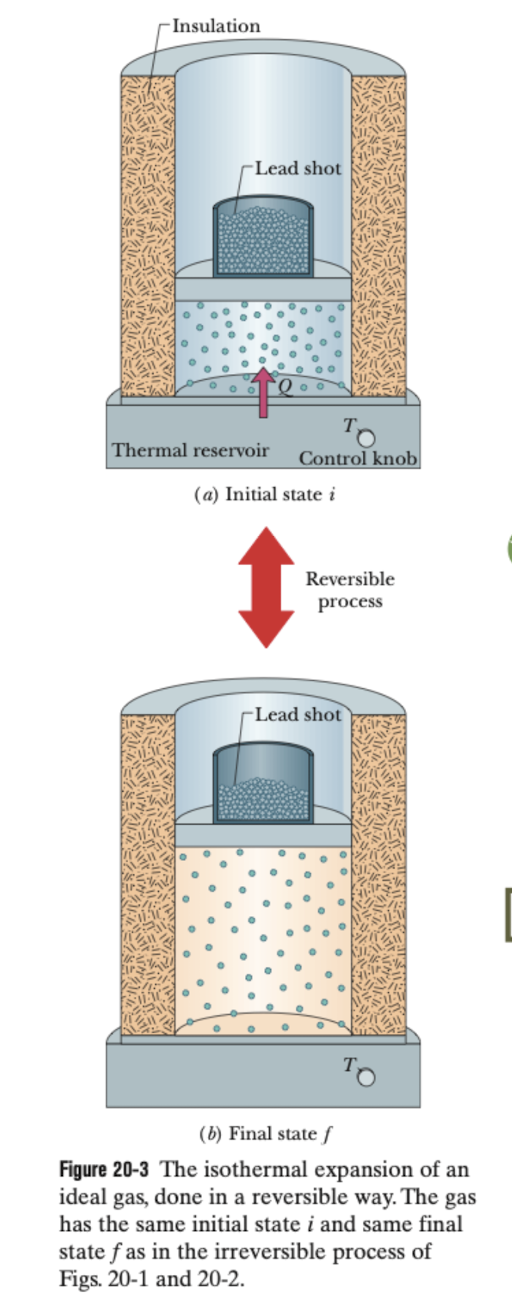 Insulation
Lead shot
Q
T
Thermal reservoir
Control knob
(a) Initial state i
Reversible
process
Lead shot
T
(b) Final state f
Figure 20-3 The isothermal expansion of an
ideal gas, done in a reversible way. The gas
has the same initial state i and same final
state f as in the irreversible process of
Figs. 20-1 and 20-2.